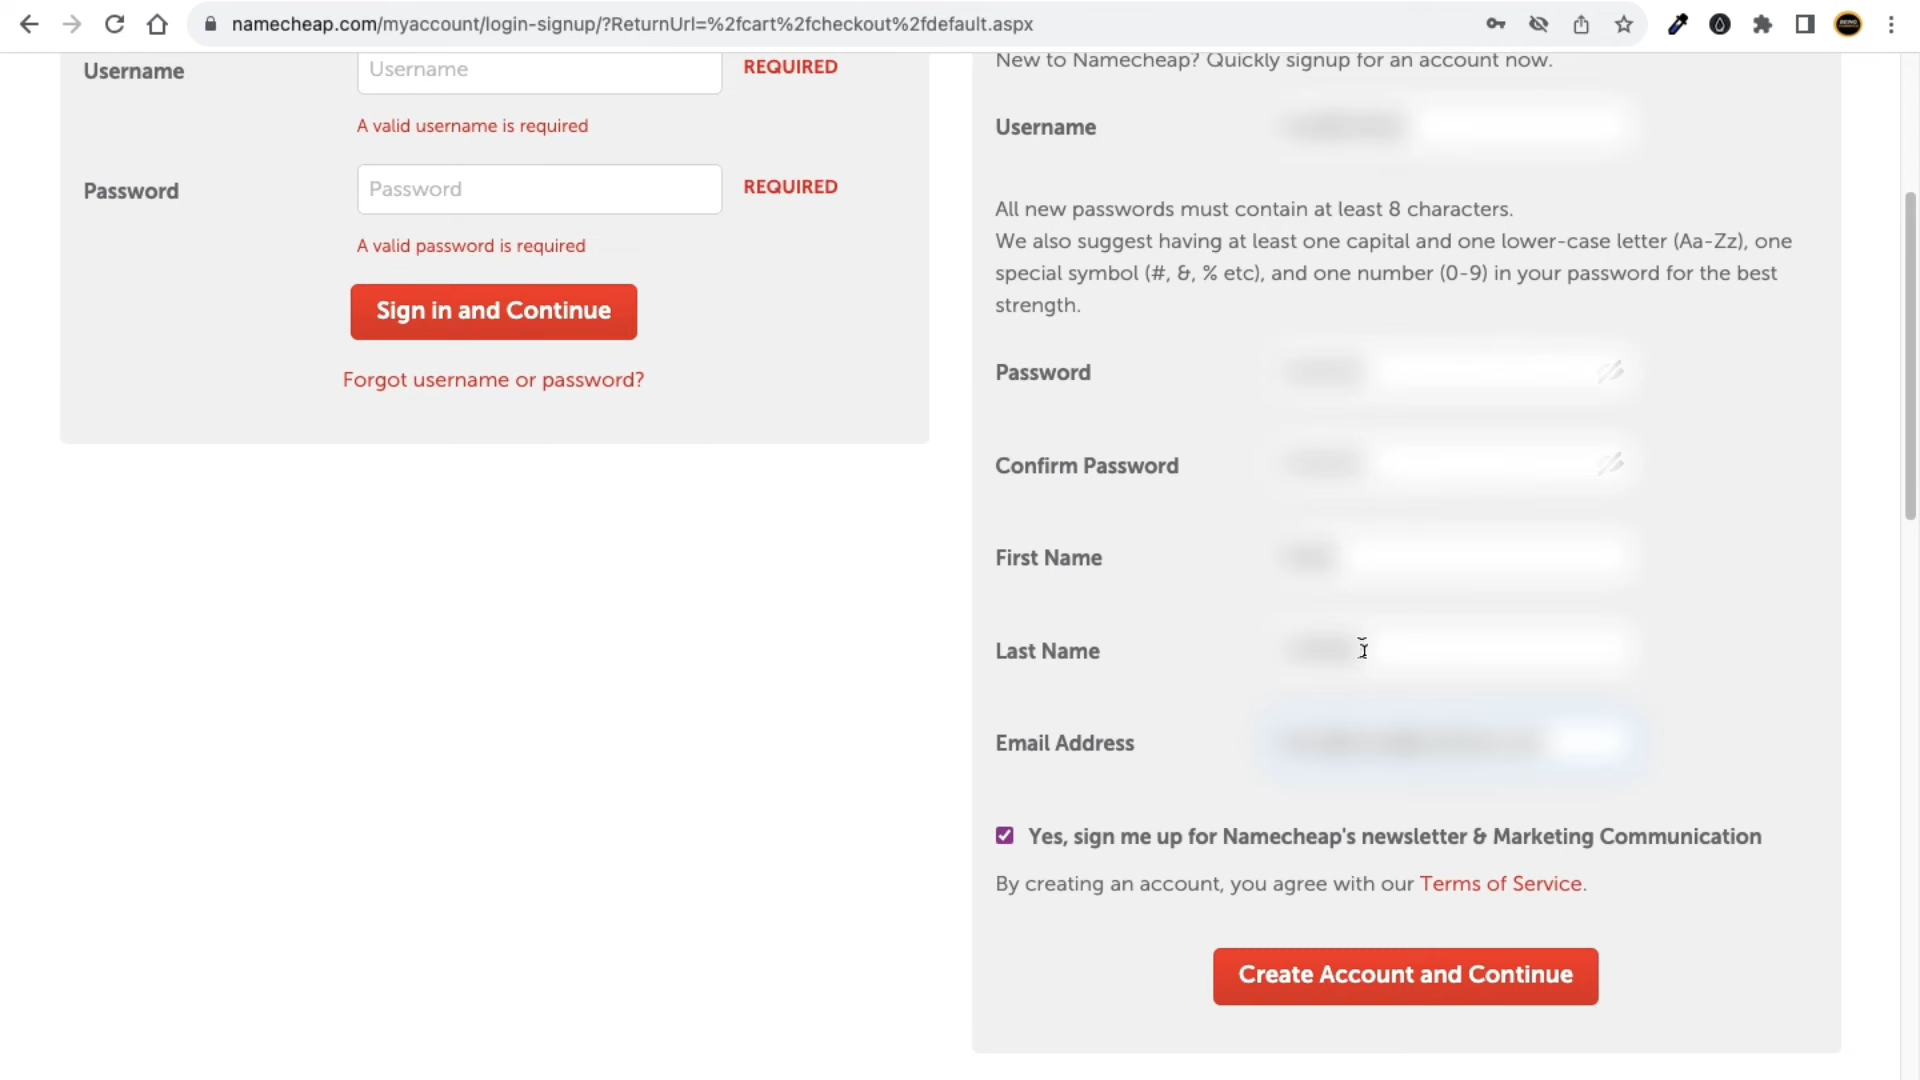 namecheap.com/myaccount/login-signup/?ReturnUrl=%2fcart%2fcheckout%2fdefault.aspx
Username
Username
REQUIRED
A valid username is required
Password
Password
REQUIRED
A valid password is required
Sign in and Continue
Forgot username or password?
New to Namecheap? Quickly signup for an account now.
Username
All new passwords must contain at least 8 characters.
We also suggest having at least one capital and one lower-case letter (Aa-Zz), one
special symbol (#, &, % etc), and one number (0-9) in your password for the best
strength.
Password
Confirm Password
First Name
Last Name
Email Address
Yes, sign me up for Namecheap's newsletter & Marketing Communication
By creating an account, you agree with our Terms of Service.
Create Account and Continue